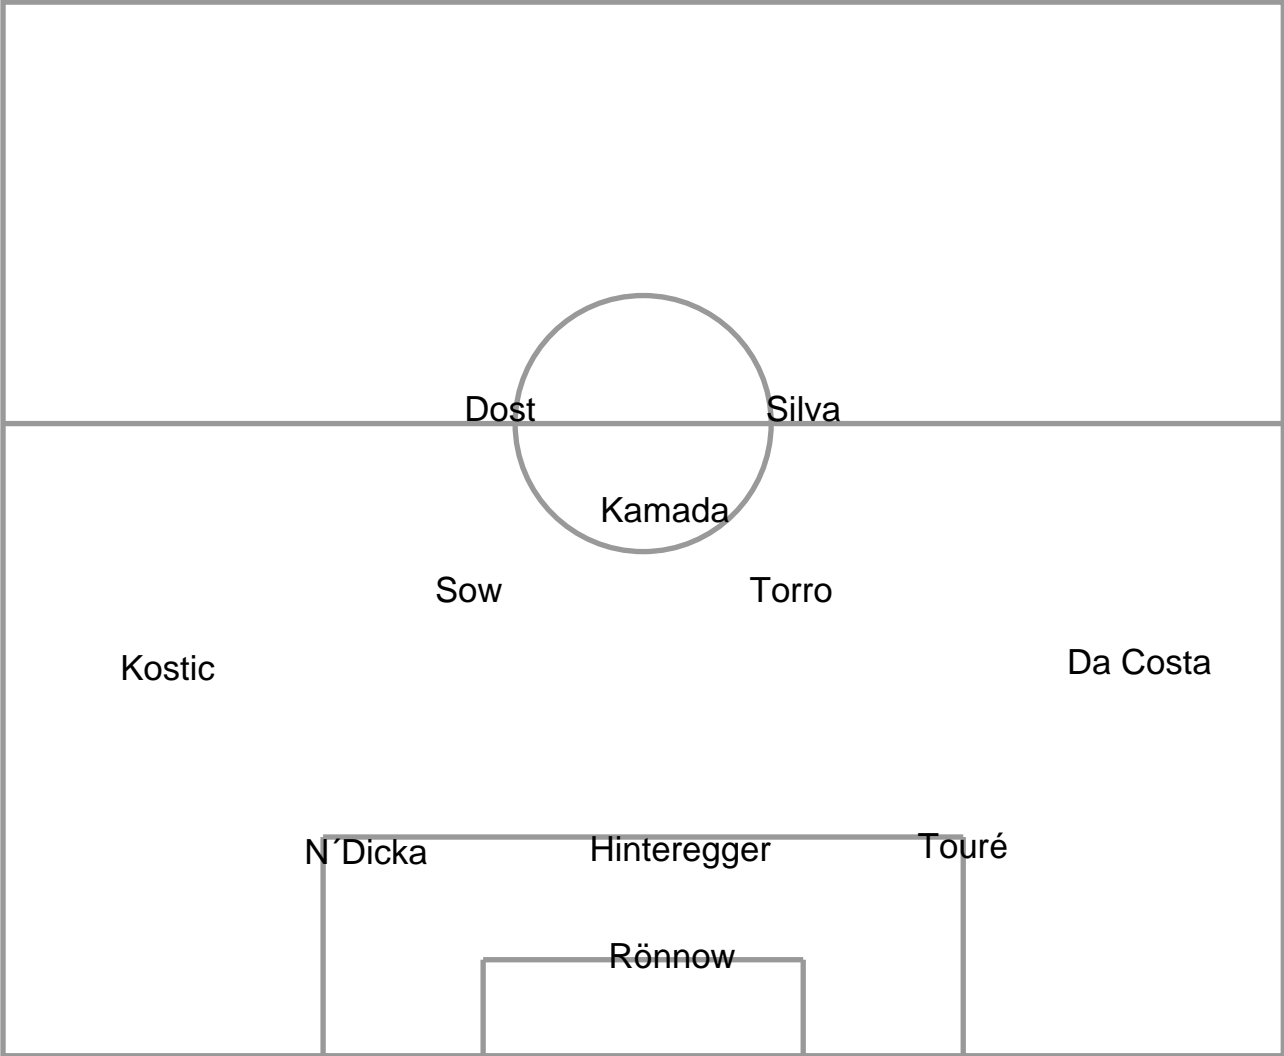 Dost
Silva
Kamada
Sow
Torro
Kostic
Da Costa
N´Dicka
Hinteregger
Touré
Rönnow